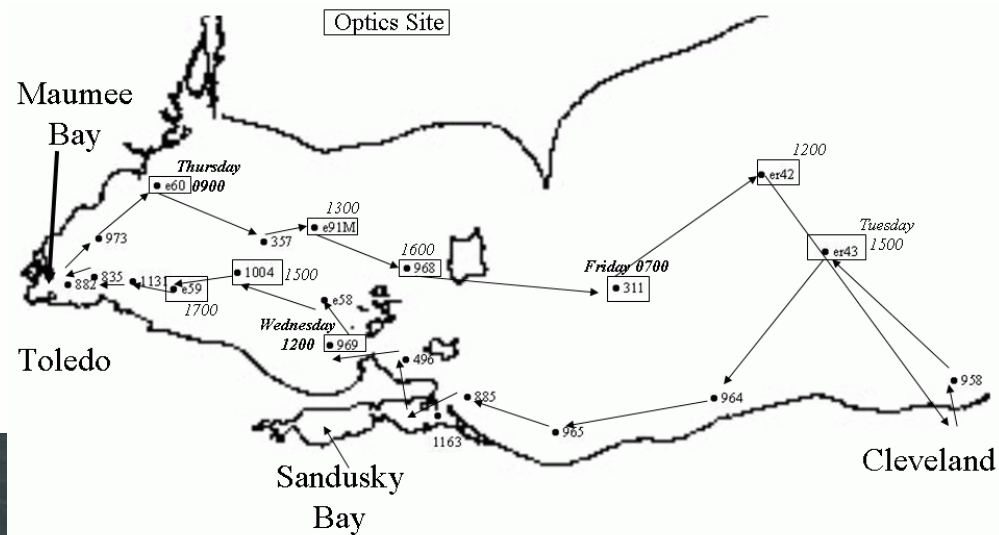 Optics Site
Maumee
Bay
Thursday
e60 0900
1200
er42
973
357
1300
e91M
Tuesday
1500
er43
1600
968
Friday 0700
311
882
835
1131
e59
1700
1004
1500
e58
Wednesday
1200
969
496
Toledo
885
1163
965
964
958
Cleveland
Sandusky
Bay